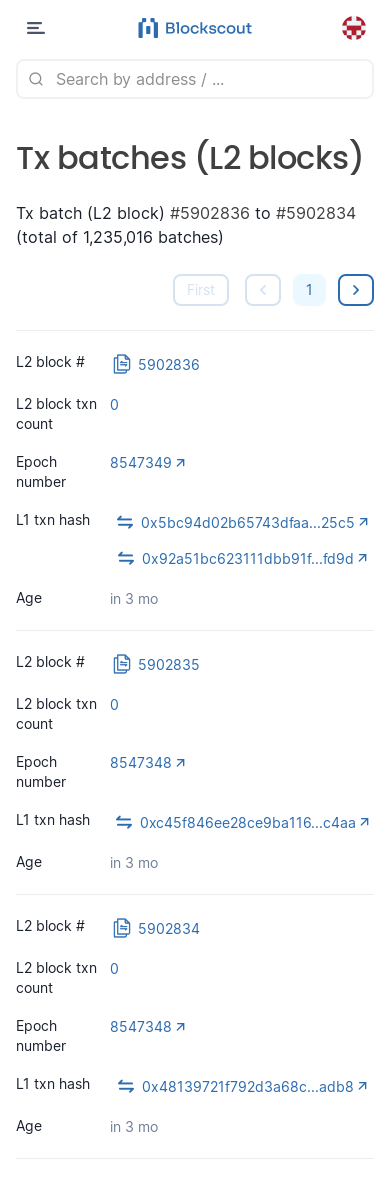 Blockscout
Search by address / ...
Tx batches (L2 blocks)
Tx batch (L2 block) #5902836 to #5902834
(total of 1,235,016 batches)
First
1
L2 block # 5902836
L2 block txn count 0
Epoch number 8547349
L1 txn hash 0x5bc94d02b65743dfaa...25c5
0x92a51bc623111dbb91f...fd9d
Age in 3 mo
L2 block # 5902835
L2 block txn count 0
Epoch number 8547348
L1 txn hash 0xc45f846ee28ce9ba116...c4aa
Age in 3 mo
L2 block # 5902834
L2 block txn count 0
Epoch number 8547348
L1 txn hash 0x48139721f792d3a68c...adb8
Age in 3 mo